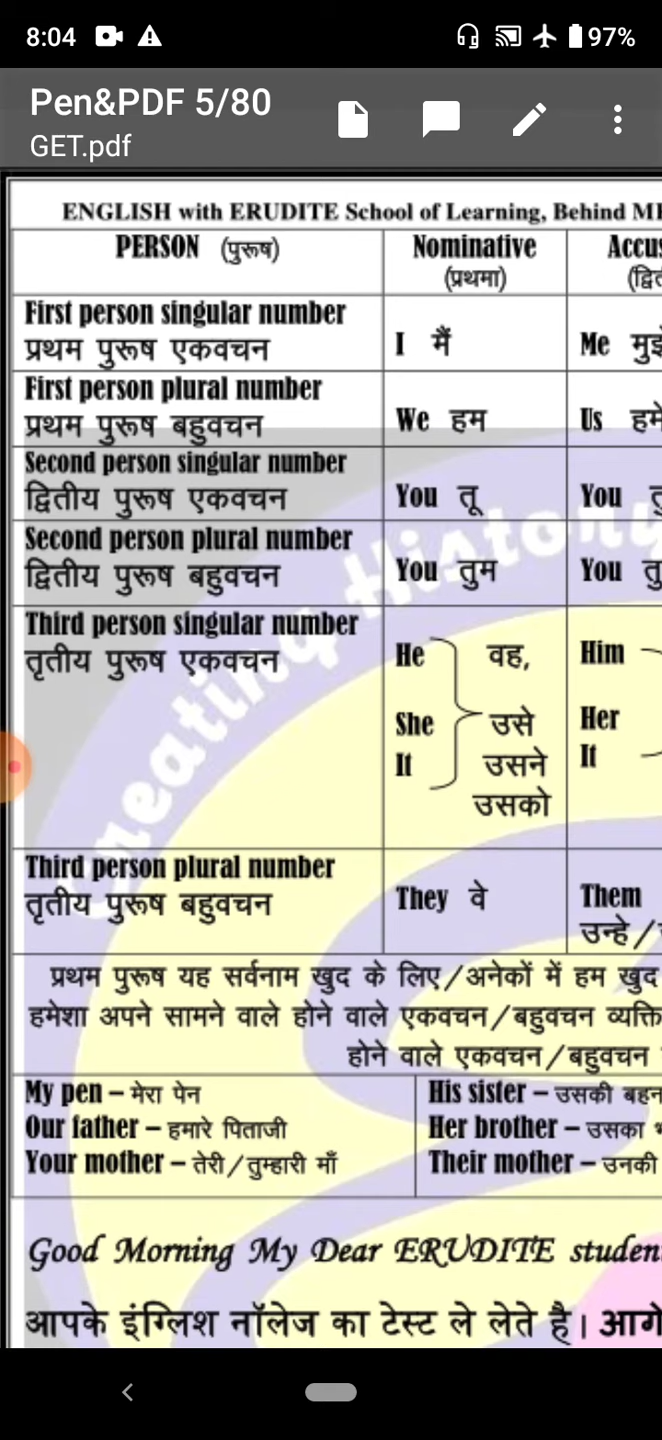 8:04
97%
Pen&PDF 5/80
GET.pdf
ENGLISH with ERUDITE School of Learning, Behind
PERSON (पुरूष) Nominative
(प्रथमा)
First person singular number
प्रथम पुरूष एकवचन I मैं Me
First person plural number
प्रथम पुरूष बहुवचन We हम Us
Second person singular number
द्वितीय पुरूष एकवचन You तू You
Second person plural number
द्वितीय पुरूष बहुवचन You तुम You
Third person singular number
तृतीय पुरूष एकवचन He वह, Him
She उसे Her
It उसने It
उसको
Third person plural number
तृतीय पुरूष बहुवचन They वे Them
उन्हे/
प्रथम पुरूष यह सर्वनाम खुद के लिए/अनेकों में हम खुद
हमेशा अपने सामने वाले होने वाले एकवचन/बहुवचन
होने वाले एकवचन/बहुवचन
My pen – मेरा पेन His sister – उसकी
Our father – हमारे पिताजी Her brother – उसका
Your mother – तेरी/तुम्हारी माँ Their mother – उनकी
Good Morning My Dear ERUDITE
आपके इंग्लिश नॉलेज का टेस्ट ले लेते है।
Creating History